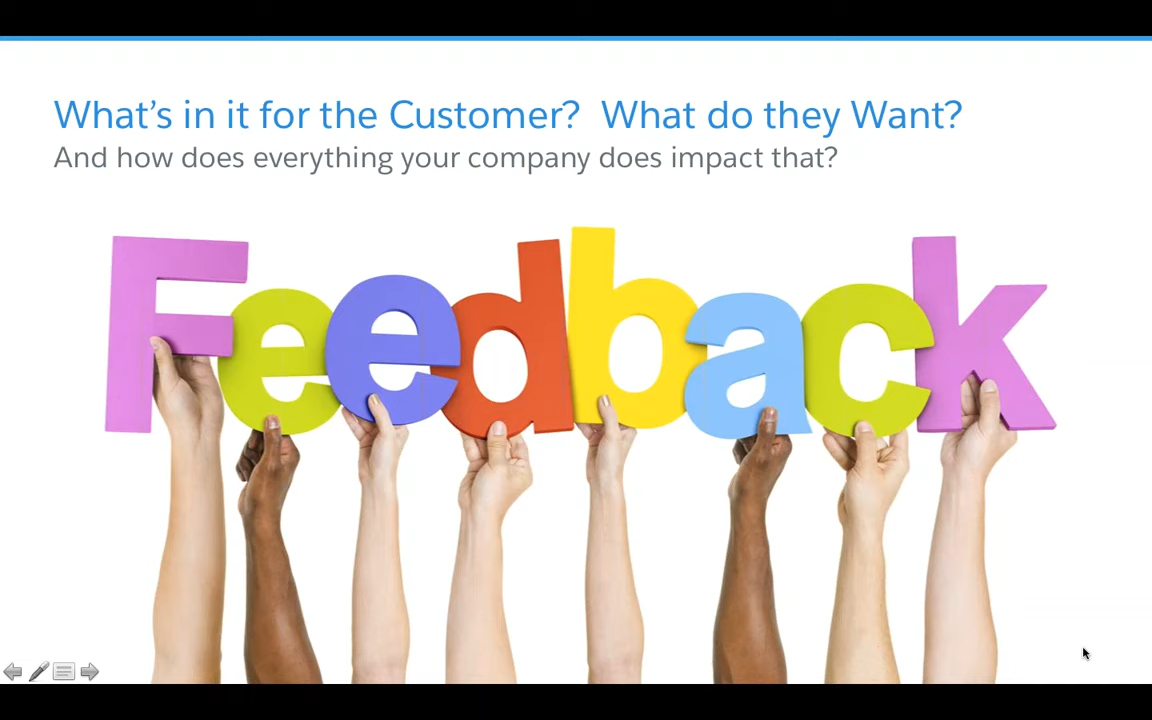 What’s in it for the Customer?  What do they Want?
And how does everything your company does impact that?
Feedback